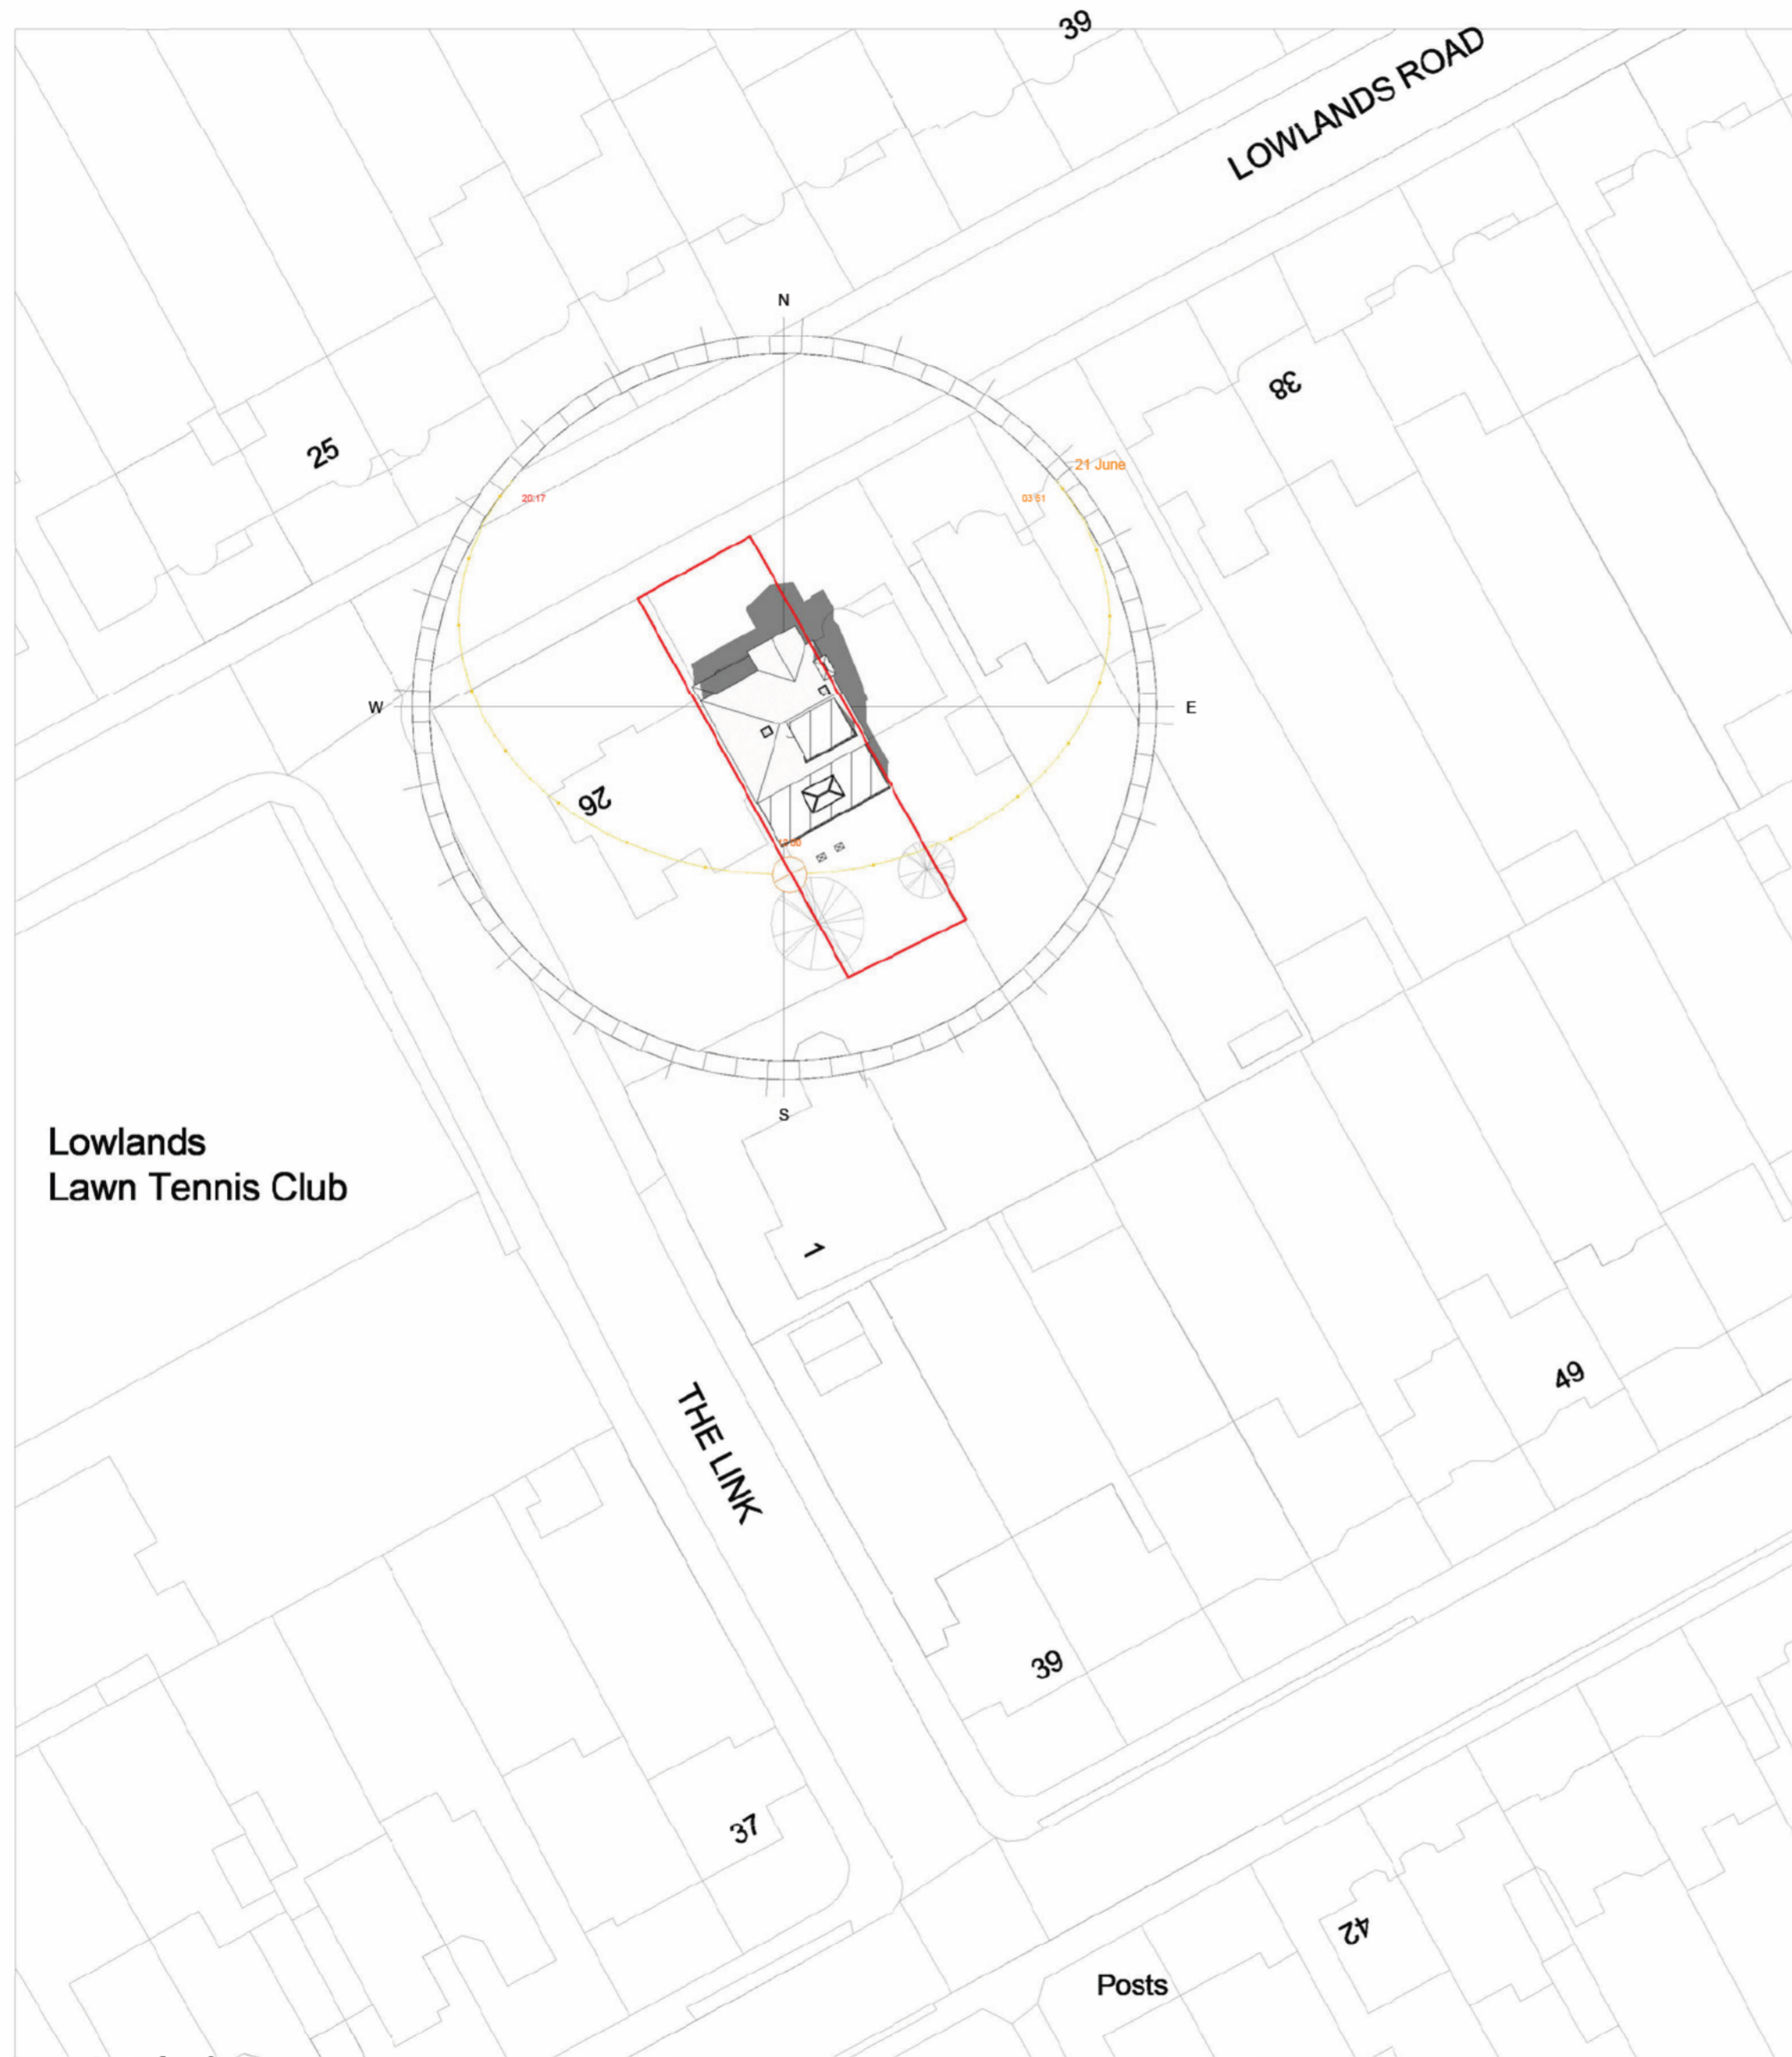 39
LOWLANDS ROAD
N
38
25
21 June
20:17
03:51
W
E
26
S
Lowlands
Lawn Tennis Club
1
THE LINK
49
39
37
42
Posts